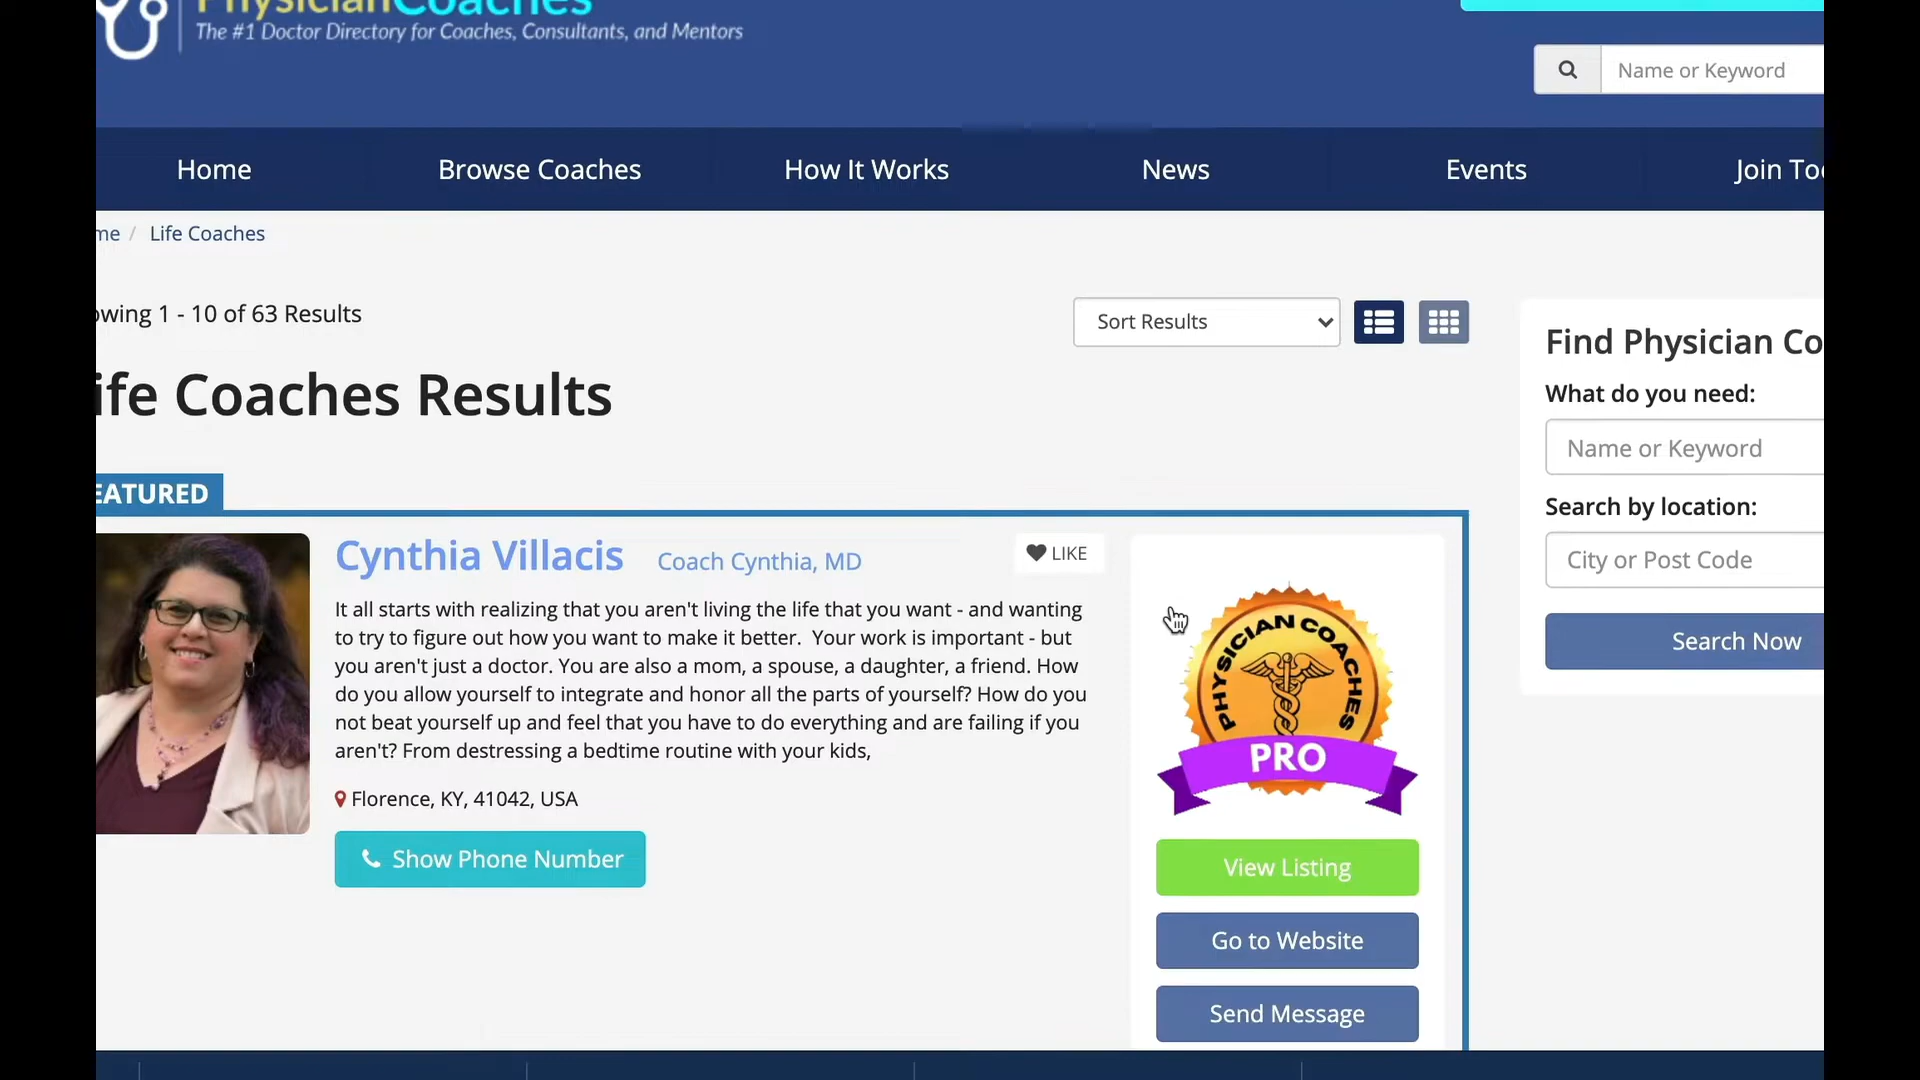 PhysicianCoaches
The #1 Doctor Directory for Coaches, Consultants, and Mentors
Name or Keyword
Home
Browse Coaches
How It Works
News
Events
Join
me / Life Coaches
owing 1 - 10 of 63 Results
Sort Results
ife Coaches Results
EATURED
Cynthia Villacis Coach Cynthia, MD
LIKE
It all starts with realizing that you aren't living the life that you want - and wanting
to try to figure out how you want to make it better. Your work is important - but
you aren't just a doctor. You are also a mom, a spouse, a daughter, a friend. How
do you allow yourself to integrate and honor all the parts of yourself? How do you
not beat yourself up and feel that you have to do everything and are failing if you
aren't? From destressing a bedtime routine with your kids,
Florence, KY, 41042, USA
Show Phone Number
PHYSICIAN COACHES
PRO
View Listing
Go to Website
Send Message
Find Physician Co
What do you need:
Name or Keyword
Search by location:
City or Post Code
Search Now